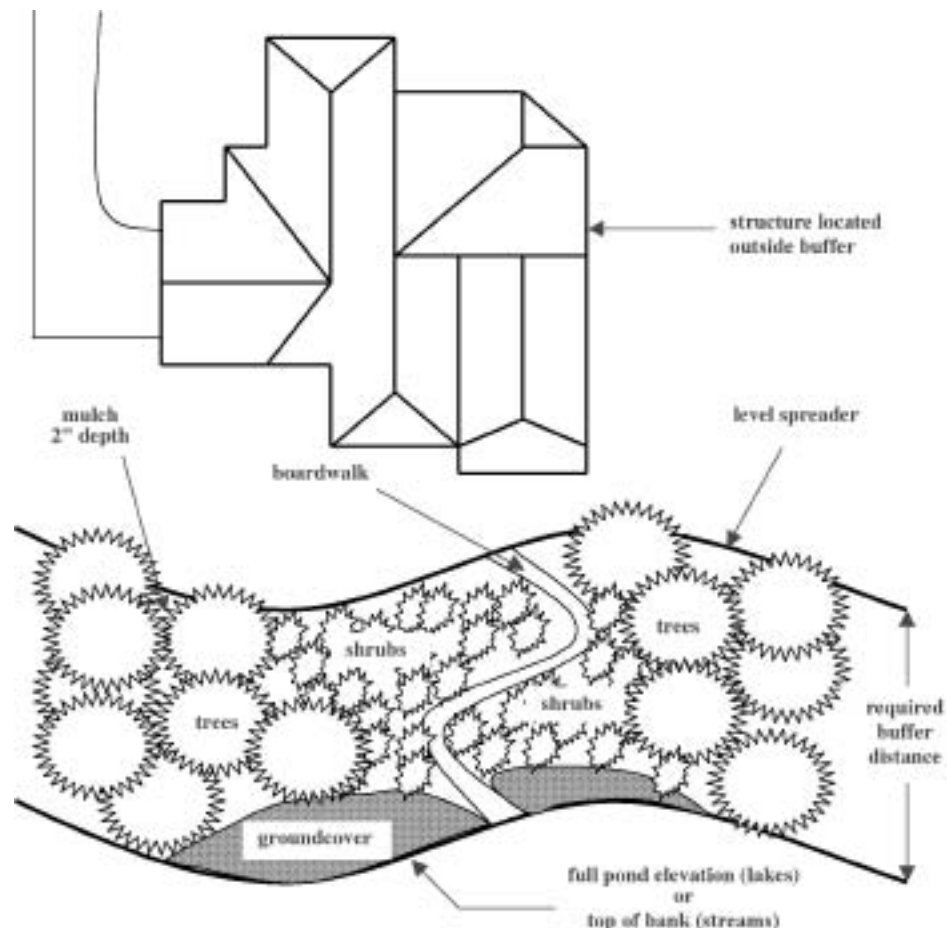 structure located
outside buffer
mulch
2" depth
level spreader
boardwalk
shrubs
trees
trees
shrubs
required
buffer
distance
groundcover
full pond elevation (lakes)
or
top of bank (streams)